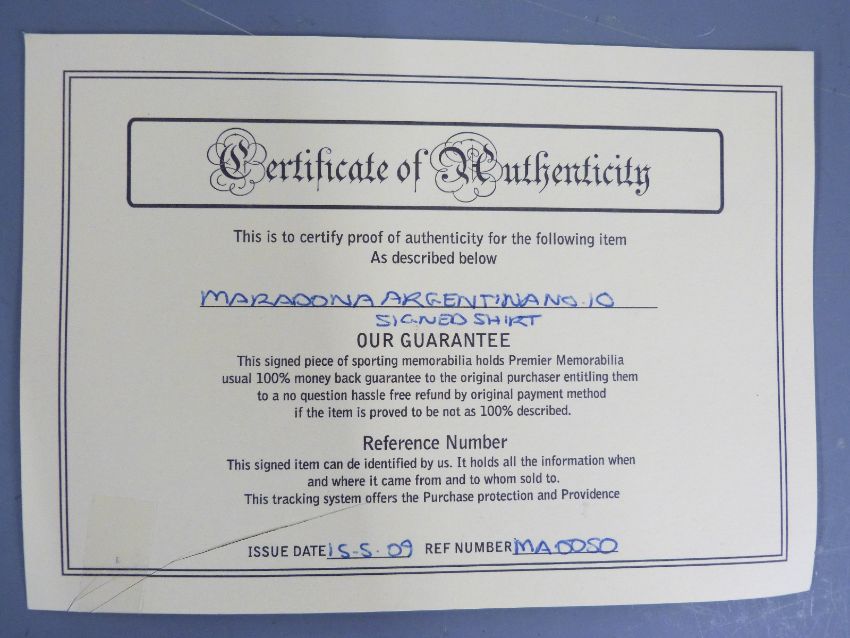 Certificate of Authenticity
This is to certify proof of authenticity for the following item
As described below
MARADONA ARGENTINA NO. 10
SIGNED SHIRT
OUR GUARANTEE
This signed piece of sporting memorabilia holds Premier Memorabilia
usual 100% money back guarantee to the original purchaser entitling them
to a no question hassle free refund by original payment method
if the item is proved to be not as 100% described.
Reference Number
This signed item can de identified by us. It holds all the information when
and where it came from and to whom sold to.
This tracking system offers the Purchase protection and Providence
ISSUE DATE 15-5-09 REF NUMBER MAD050